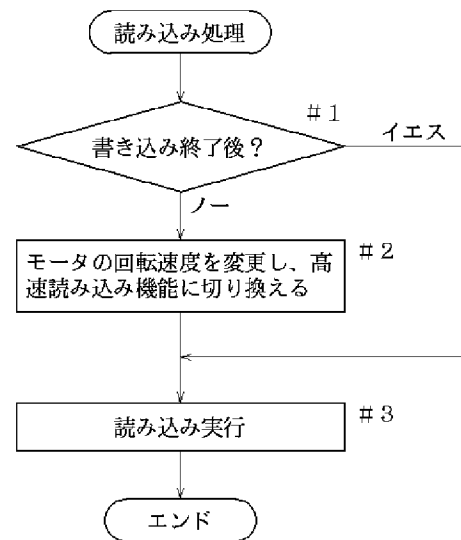 読み込み処理
＃１
書き込み終了後？
イエス
ノー
＃２
モータの回転速度を変更し、高
速読み込み機能に切り換える
＃３
読み込み実行
エンド